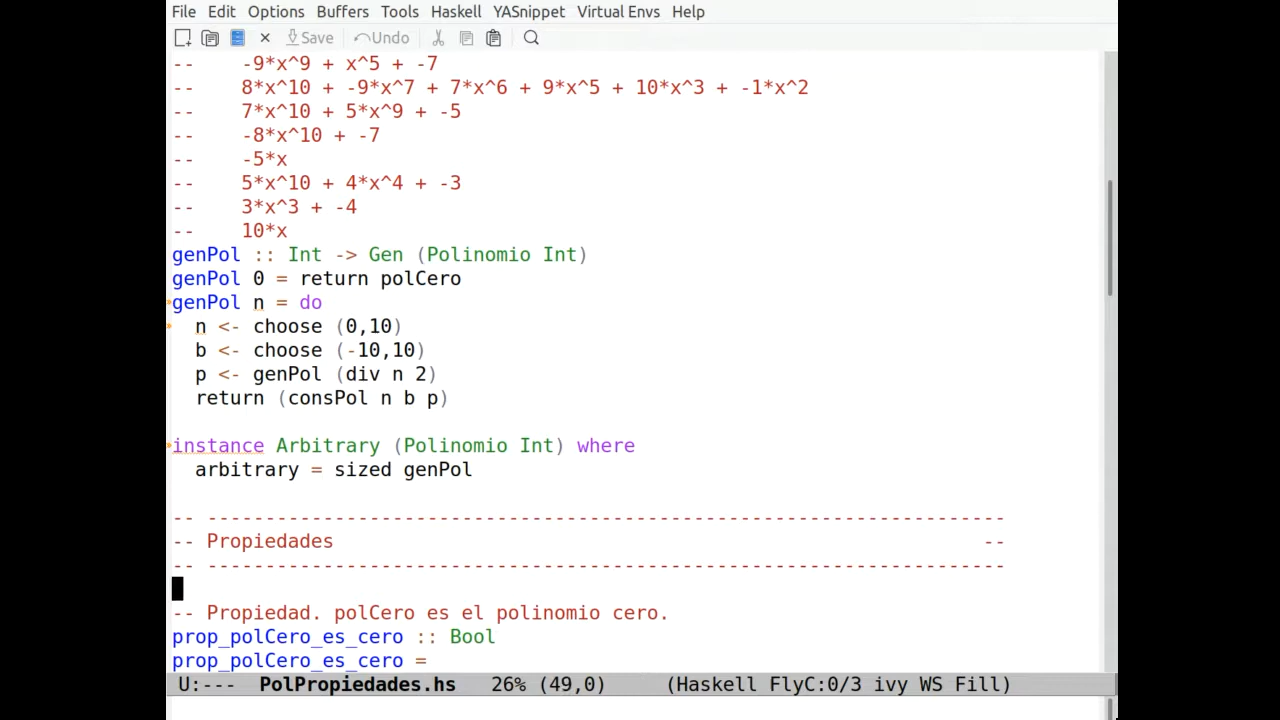 File Edit Options Buffers Tools Haskell YASnippet Virtual Envs Help
Save Undo
--    -9*x^9 + x^5 + -7
--    8*x^10 + -9*x^7 + 7*x^6 + 9*x^5 + 10*x^3 + -1*x^2
--    7*x^10 + 5*x^9 + -5
--    -8*x^10 + -7
--    -5*x
--    5*x^10 + 4*x^4 + -3
--    3*x^3 + -4
--    10*x
genPol :: Int -> Gen (Polinomio Int)
genPol 0 = return polCero
genPol n = do
  n <- choose (0,10)
  b <- choose (-10,10)
  p <- genPol (div n 2)
  return (consPol n b p)
instance Arbitrary (Polinomio Int) where
  arbitrary = sized genPol
-- ---------------------------------------------------------------------
-- Propiedades                                                        --
-- ---------------------------------------------------------------------
-- Propiedad. polCero es el polinomio cero.
prop_polCero_es_cero :: Bool
prop_polCero_es_cero =
U:---  PolPropiedades.hs   26% (49,0)     (Haskell FlyC:0/3 ivy WS Fill)